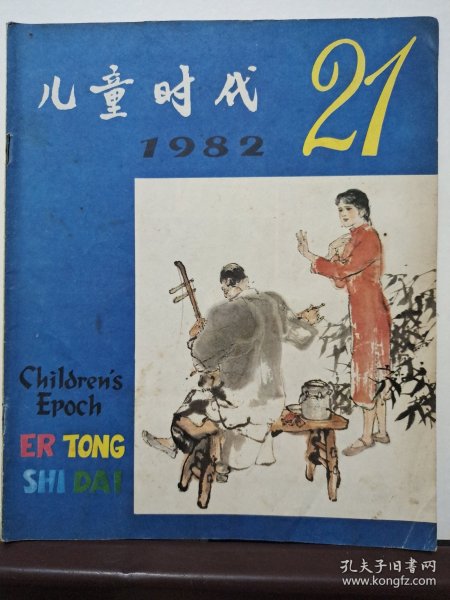 儿童时代
21
1982
Children's
Epoch
ER TONG
SHI DAI
孔夫子旧书网
www.kongfz.com